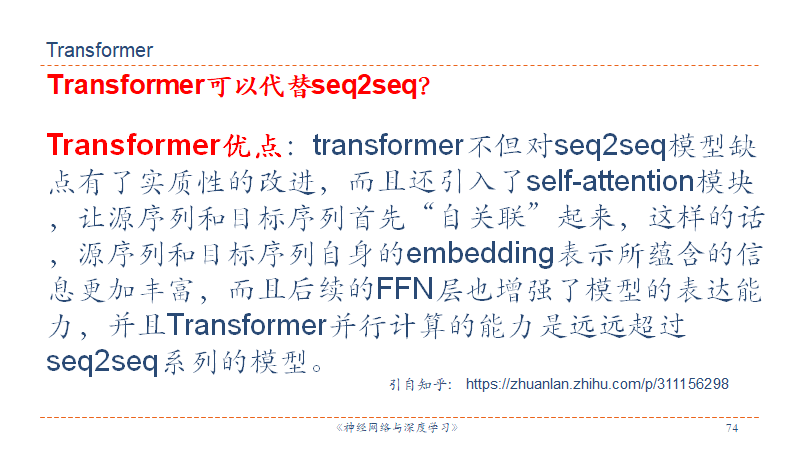 Transformer
Transformer可以代替seq2seq？
Transformer优点：transformer不但对seq2seq模型缺
点有了实质性的改进，而且还引入了self-attention模块
，让源序列和目标序列首先“自关联”起来，这样的话
，源序列和目标序列自身的embedding表示所蕴含的信
息更加丰富，而且后续的FFN层也增强了模型的表达能
力，并且Transformer并行计算的能力是远远超过
seq2seq系列的模型。
引自知乎： https://zhuanlan.zhihu.com/p/311156298
《神经网络与深度学习》
74